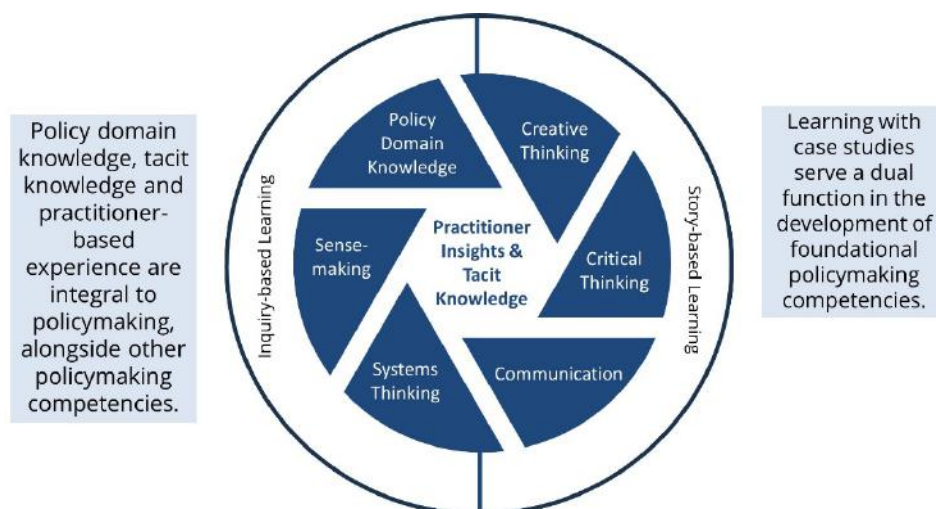 Policy domain
knowledge, tacit
knowledge and
practitioner-
based
experience are
integral to
policymaking,
alongside other
policymaking
competencies.
Inquiry-based Learning
Policy
Domain
Knowledge
Creative
Thinking
Sense-
making
Practitioner
Insights &
Tacit
Knowledge
Critical
Thinking
Systems
Thinking
Communication
Story-based Learning
Learning with
case studies
serve a dual
function in the
development of
foundational
policymaking
competencies.